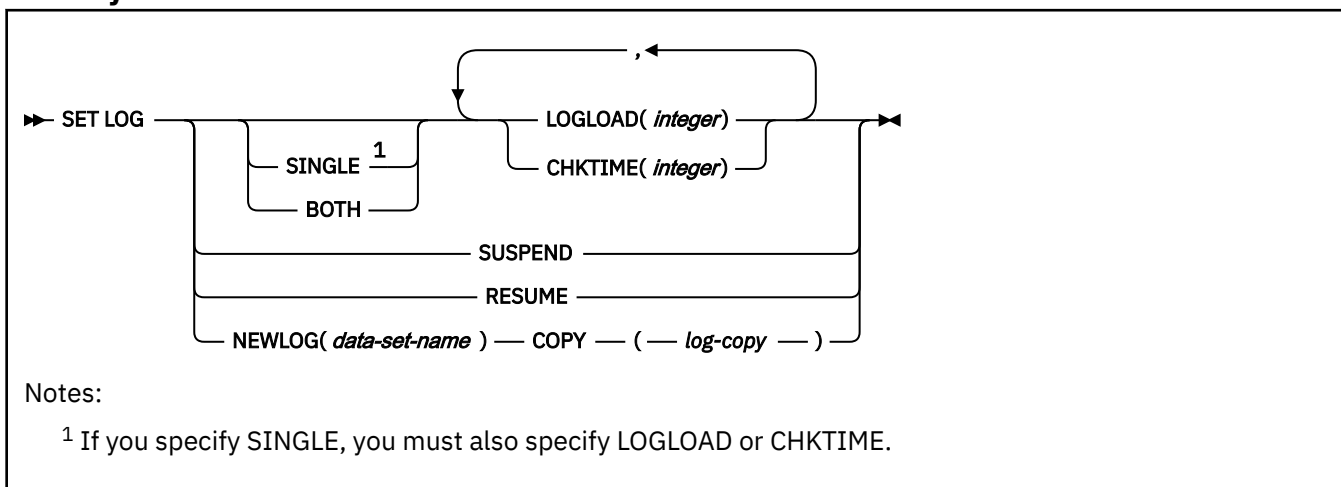 ,
SET LOG LOGLOAD( integer)
SINGLE 1 CHKTIME( integer)
BOTH
SUSPEND
RESUME
NEWLOG( data-set-name ) COPY ( log-copy )
Notes:
1 If you specify SINGLE, you must also specify LOGLOAD or CHKTIME.